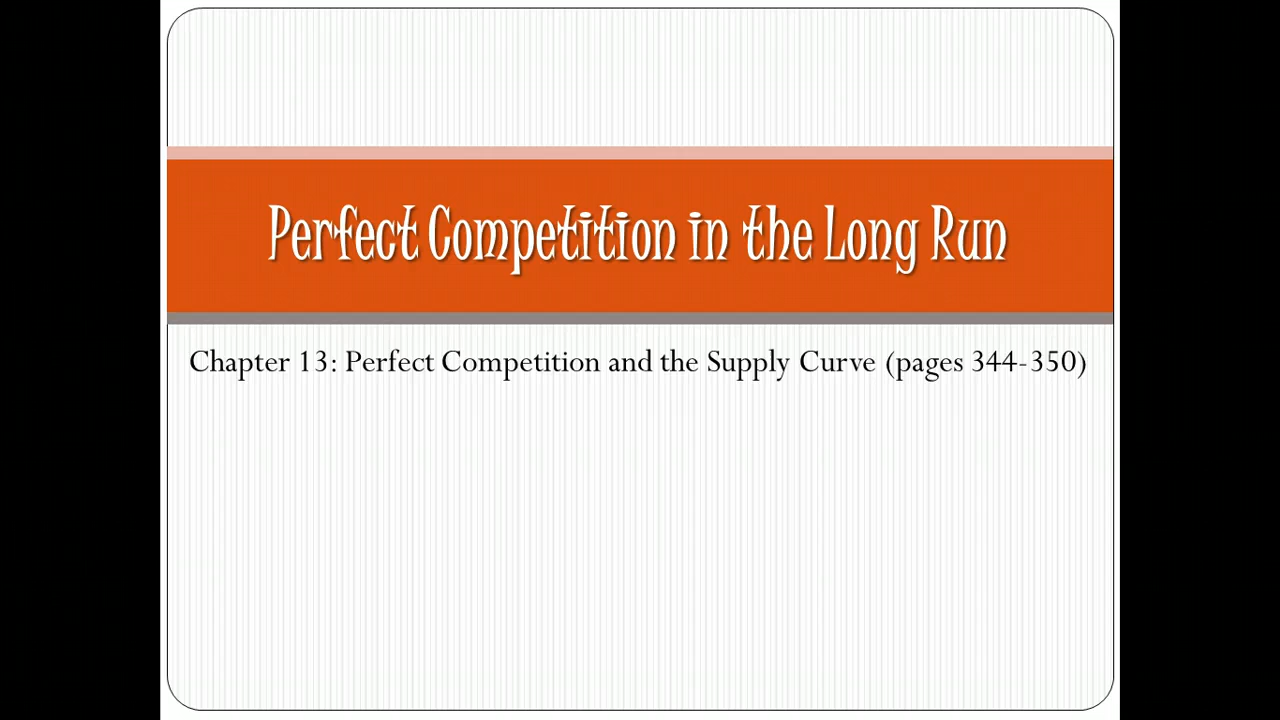 Perfect Competition in the Long Run
Chapter 13: Perfect Competition and the Supply Curve (pages 344-350)